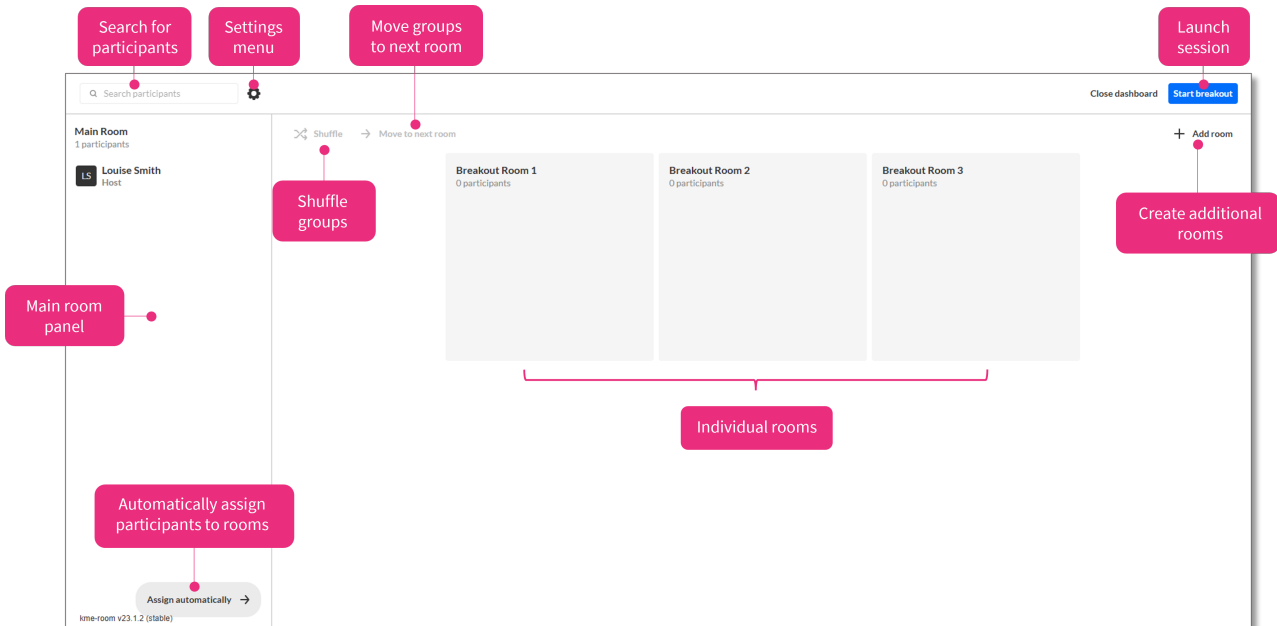 Search for
participants
Settings
menu
Move groups
to next room
Launch
session
Search participants
Close dashboard
Start breakout
Main Room
1 participants
Shuffle
Move to next room
Add room
LS
Louise Smith
Host
Breakout Room 1
0 participants
Breakout Room 2
0 participants
Breakout Room 3
0 participants
Shuffle
groups
Create additional
rooms
Main room
panel
Individual rooms
Automatically assign
participants to rooms
Assign automatically
kme-room v23.1.2 (stable)